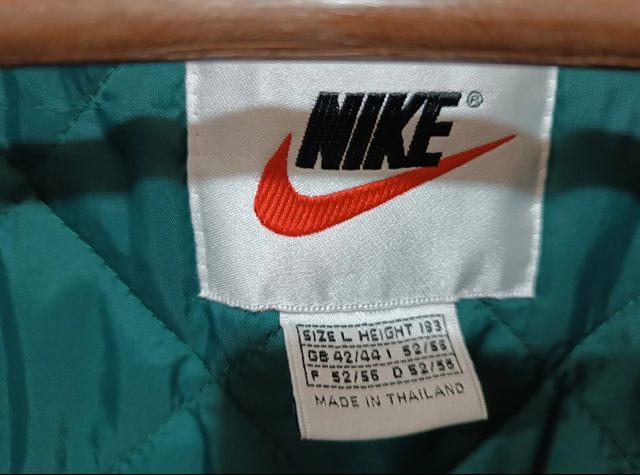 NIKE®
SIZE L HEIGHT 183
GB 42/44 I 52/56
F 52/56 D 52/56
MADE IN THAILAND